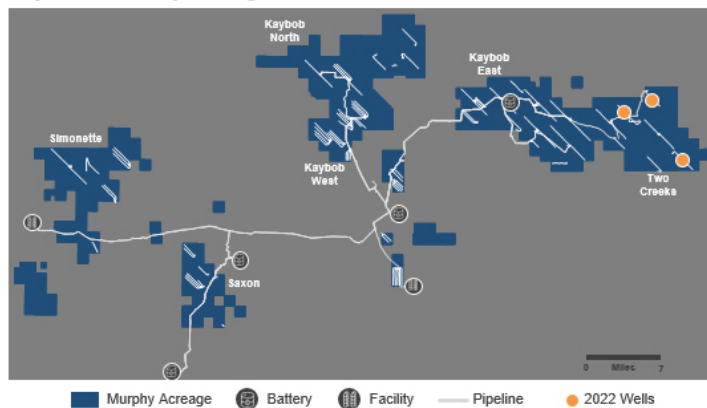 Kaybob
North
Kaybob
East
Simonette
Kaybob
West
Two
Creeks
Saxon
0 Miles 7
Murphy Acreage
Battery
Facility
Pipeline
2022 Wells